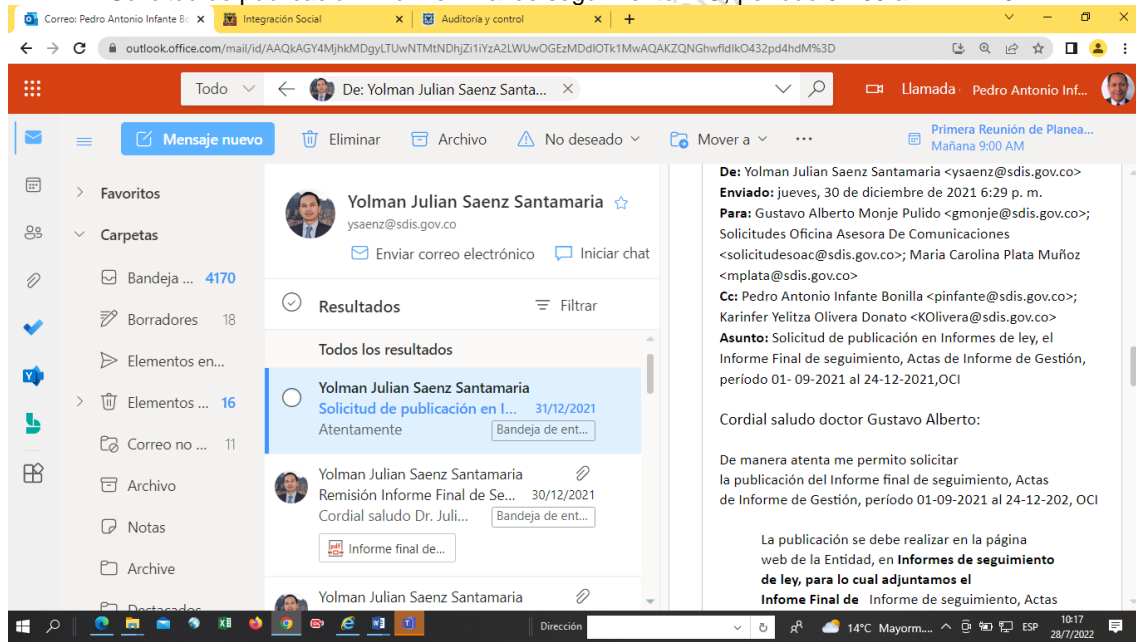 Correo: Pedro Antonio Infante Bo
Integración Social
Auditoría y control
outlook.office.com/mail/id/
Todo
De: Yolman Julian Saenz Santa...
Llamada
Pedro Antonio Inf...
Mensaje nuevo
Eliminar
Archivo
No deseado
Mover a
Primera Reunión de Planea...
Mañana 9:00 AM
Favoritos
Carpetas
Bandeja ... 4170
Borradores 18
Elementos en...
Elementos ... 16
Correo no ... 11
Archivo
Notas
Archive
Destacados
Yolman Julian Saenz Santamaria
ysaenz@sdis.gov.co
Enviar correo electrónico
Iniciar chat
Resultados
Filtrar
Todos los resultados
Yolman Julian Saenz Santamaria
Solicitud de publicación en I... 31/12/2021
Atentamente Bandeja de ent...
Yolman Julian Saenz Santamaria
Remisión Informe Final de Se... 30/12/2021
Cordial saludo Dr. Juli... Bandeja de ent...
Informe final de...
Yolman Julian Saenz Santamaria
De: Yolman Julian Saenz Santamaria <ysaenz@sdis.gov.co>
Enviado: jueves, 30 de diciembre de 2021 6:29 p. m.
Para: Gustavo Alberto Monje Pulido <gmonje@sdis.gov.co>;
Solicitudes Oficina Asesora De Comunicaciones
<solicitudesoac@sdis.gov.co>; Maria Carolina Plata Muñoz
<mplata@sdis.gov.co>
Cc: Pedro Antonio Infante Bonilla <pinfante@sdis.gov.co>;
Karinfer Yelitza Olivera Donato <KOlivera@sdis.gov.co>
Asunto: Solicitud de publicación en Informes de ley, el
Informe Final de seguimiento, Actas de Informe de Gestión,
período 01- 09-2021 al 24-12-2021,OCI
Cordial saludo doctor Gustavo Alberto:
De manera atenta me permito solicitar
la publicación del Informe final de seguimiento, Actas
de Informe de Gestión, período 01-09-2021 al 24-12-202, OCI
La publicación se debe realizar en la página
web de la Entidad, en Informes de seguimiento
de ley, para lo cual adjuntamos el
Infome Final de Informe de seguimiento, Actas
Dirección
14°C Mayorm....
ESP
10:17
28/7/2022